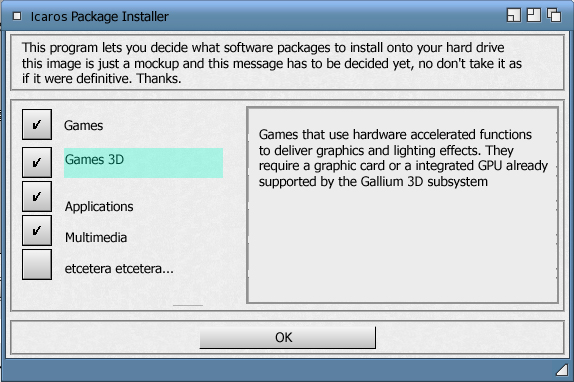 Icaros Package Installer
This program lets you decide what software packages to install onto your hard drive
this image is just a mockup and this message has to be decided yet, no don't take it as
if it were definitive. Thanks.
Games
Games 3D
Applications
Multimedia
etcetera etcetera...
Games that use hardware accelerated functions
to deliver graphics and lighting effects. They
require a graphic card or a integrated GPU already
supported by the Gallium 3D subsystem
OK